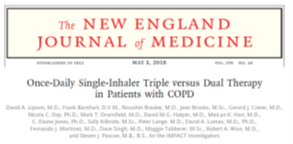 The NEW ENGLAND
JOURNAL of MEDICINE
ESTABLISHED IN 1812
MAY 3, 2018
VOL. 378 NO. 18
Once-Daily Single-Inhaler Triple versus Dual Therapy
in Patients with COPD
David A. Lipson, M.D., Frank Barnhart, D.V.M., Noushin Brealey, M.D., Jean Brooks, M.Sc., Gerard J. Criner, M.D.,
Nicola C. Day, Ph.D., Mark T. Dransfield, M.D., David M.G. Halpin, M.D., MeiLan K. Han, M.D.,
C. Elaine Jones, Ph.D., Sally Kilbride, M.Sc., Peter Lange, M.D., David A. Lomas, M.D., Ph.D.,
Fernando J. Martinez, M.D., Dave Singh, M.D., Maggie Tabberer, M.Sc., Robert A. Wise, M.D.,
and Steven J. Pascoe, M.B., B.S., for the IMPACT Investigators